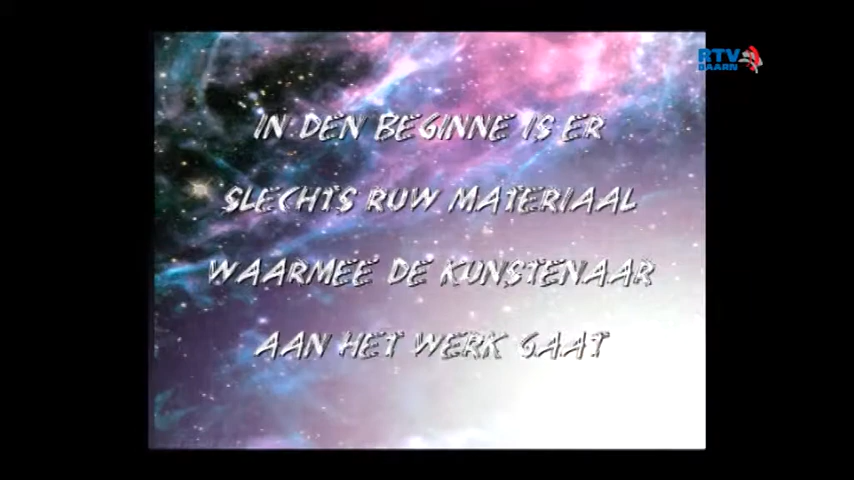 RTV
BAARN
IN DEN BEGINNE IS ER
SLECHTS RUW MATERIAAL
WAARMEE DE KUNSTENAAR
AAN HET WERK GAAT